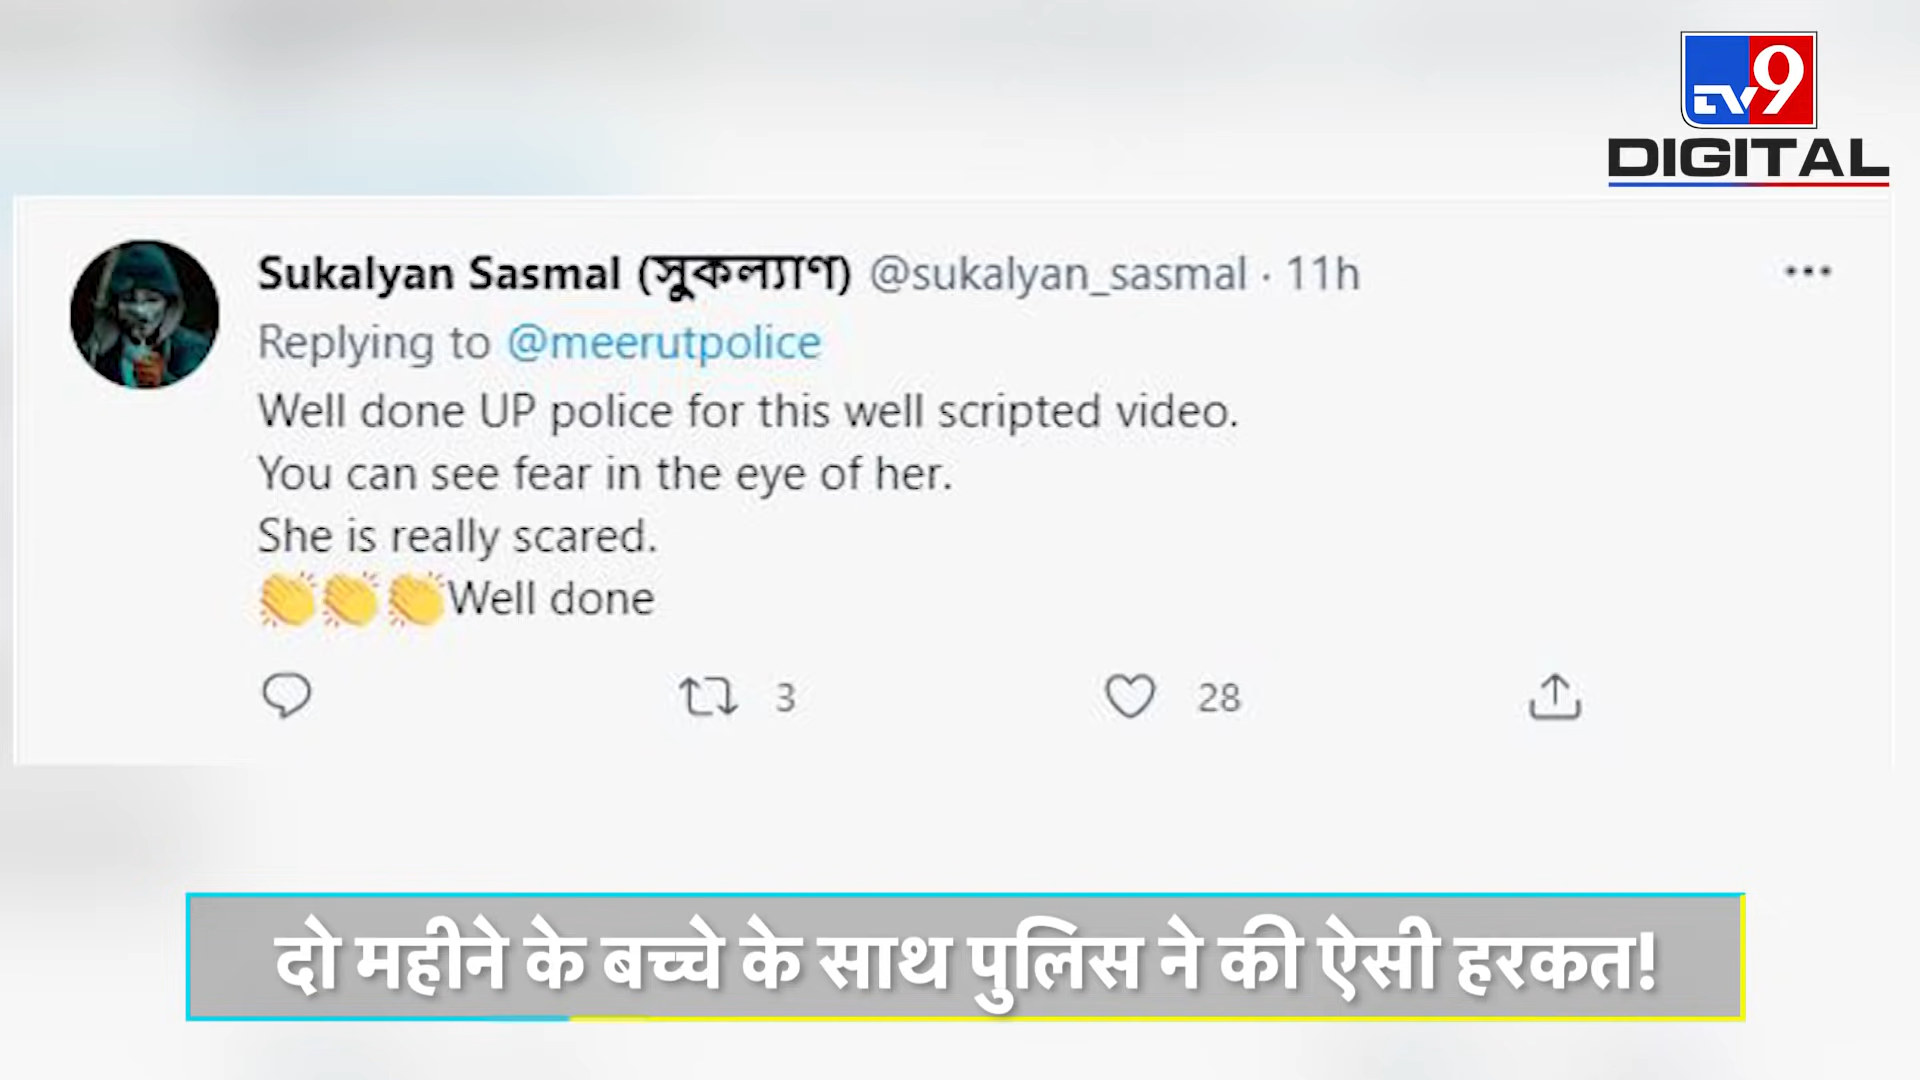 TV9
DIGITAL
Sukalyan Sasmal (সুকল্যাণ) @sukalyan_sasmal · 11h
Replying to @meerutpolice
Well done UP police for this well scripted video.
You can see fear in the eye of her.
She is really scared.
👏👏👏Well done
3 28
दो महीने के बच्चे के साथ पुलिस ने की ऐसी हरकत!